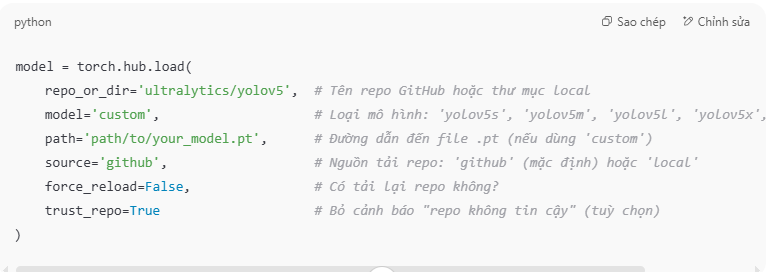 python
Sao chép
Chỉnh sửa
model = torch.hub.load(
    repo_or_dir='ultralytics/yolov5',  # Tên repo GitHub hoặc thư mục local
    model='custom',                    # Loại mô hình: 'yolov5s', 'yolov5m', 'yolov5l', 'yolov5x',
    path='path/to/your_model.pt',      # Đường dẫn đến file .pt (nếu dùng 'custom')
    source='github',                   # Nguồn tải repo: 'github' (mặc định) hoặc 'local'
    force_reload=False,                # Có tải lại repo không?
    trust_repo=True                    # Bỏ cảnh báo "repo không tin cậy" (tuỳ chọn)
)